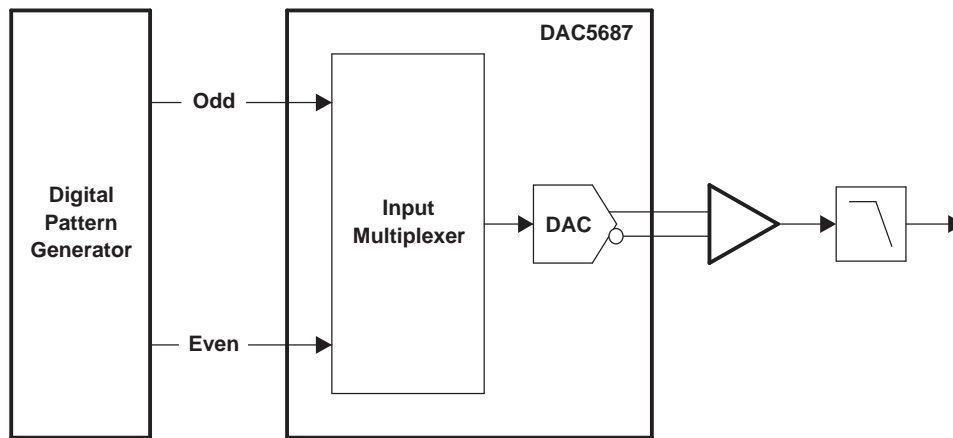 DAC5687
Odd
Digital
Pattern
Generator
Input
Multiplexer
DAC
Even